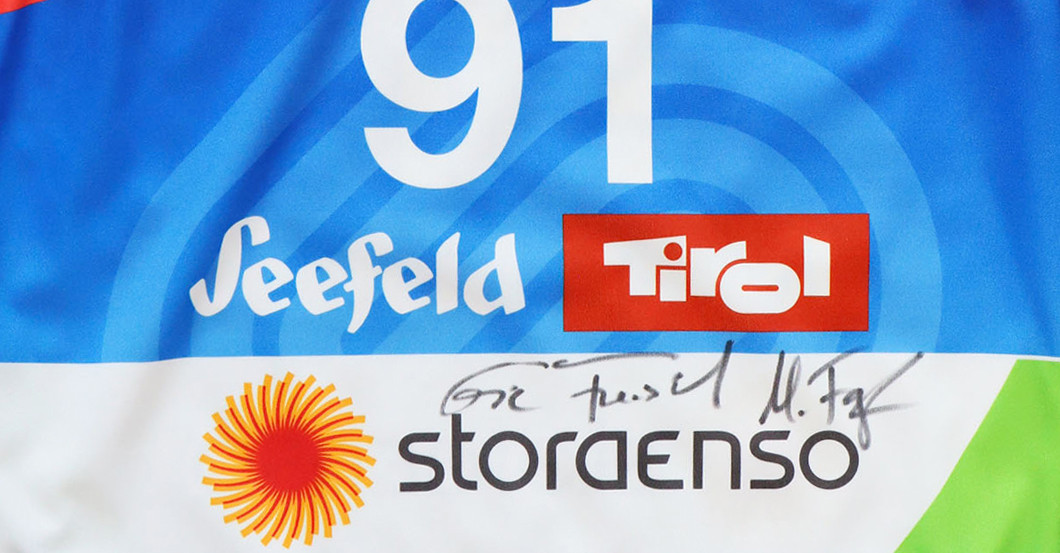 91
Seefeld Tirol
storaenso